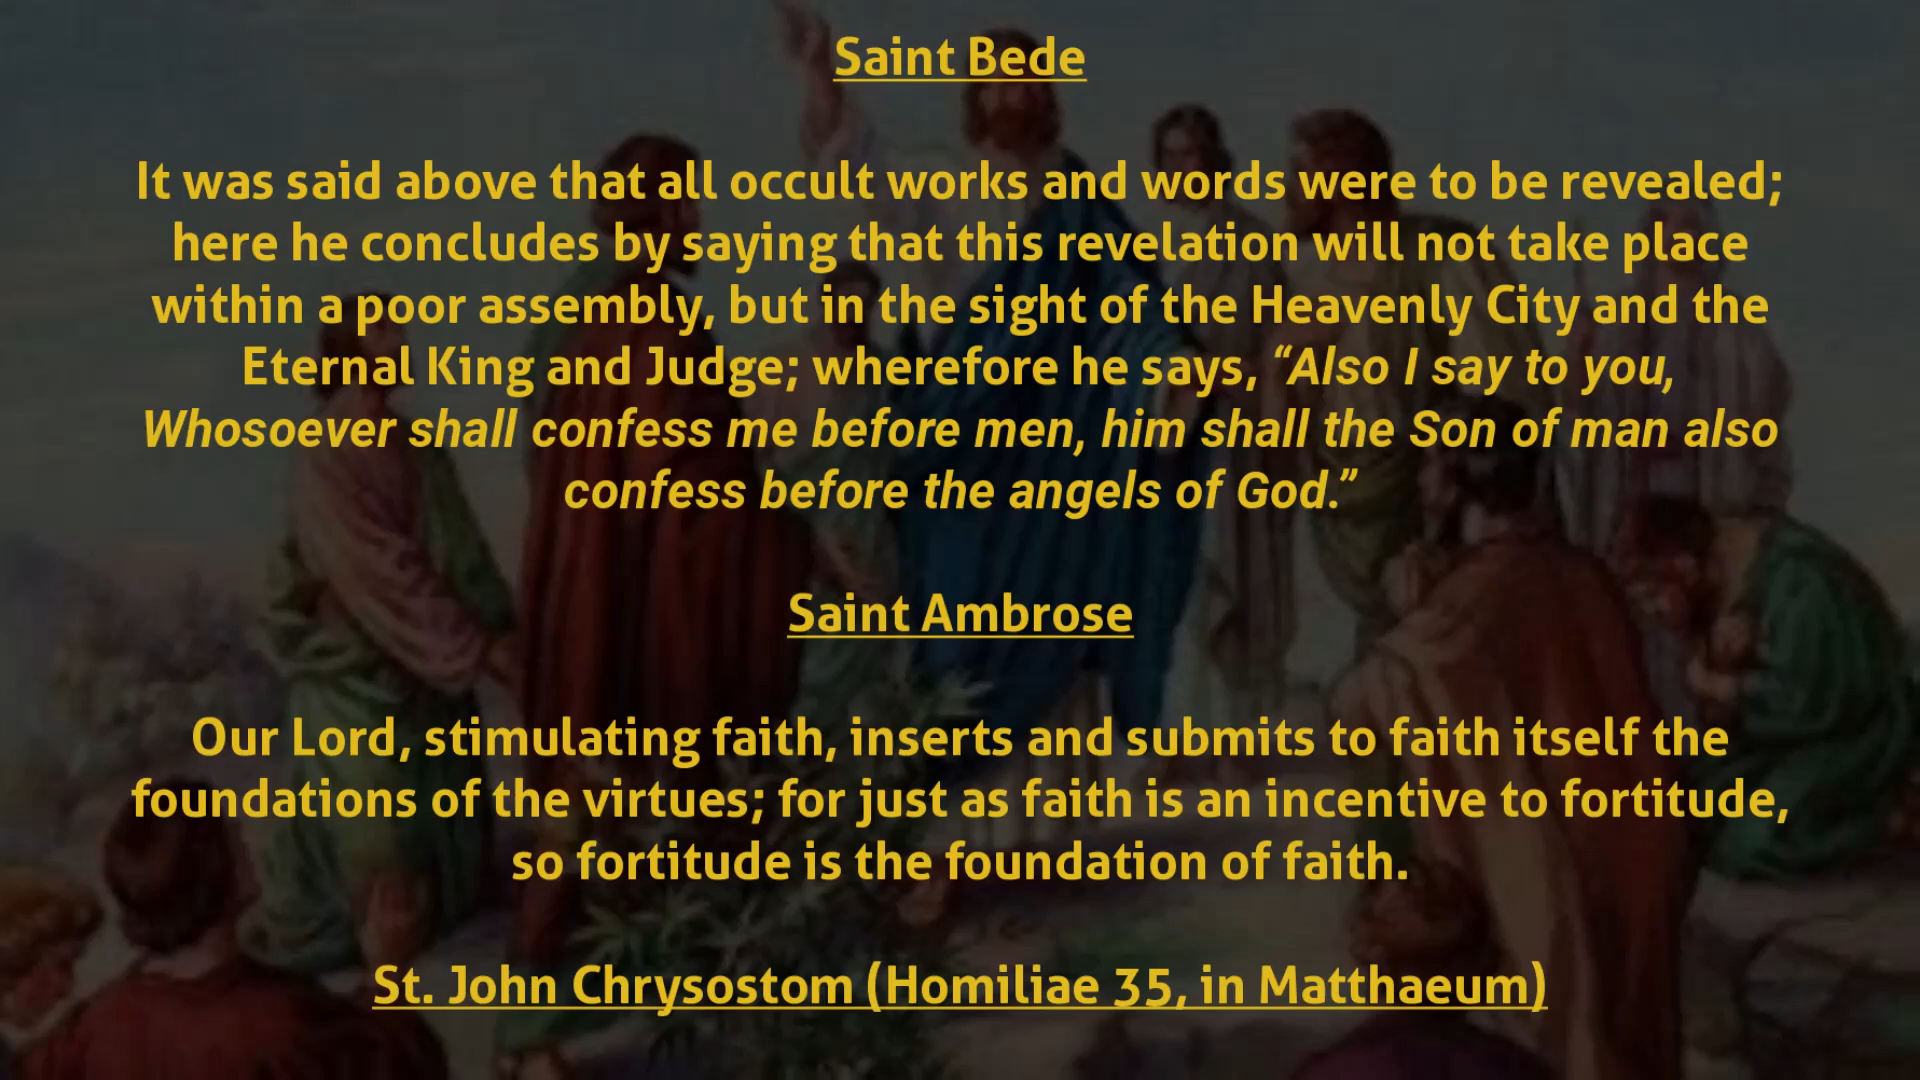 Saint Bede
It was said above that all occult works and words were to be revealed;
here he concludes by saying that this revelation will not take place
within a poor assembly, but in the sight of the Heavenly City and the
Eternal King and Judge; wherefore he says, “Also I say to you,
Whosoever shall confess me before men, him shall the Son of man also
confess before the angels of God.”
Saint Ambrose
Our Lord, stimulating faith, inserts and submits to faith itself the
foundations of the virtues; for just as faith is an incentive to fortitude,
so fortitude is the foundation of faith.
St. John Chrysostom (Homiliae 35, in Matthaeum)